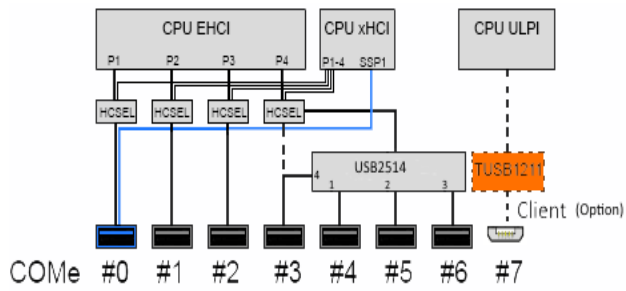 CPU EHCI CPU xHCI CPU ULPI
P1 P2 P3 P4 P1-4 SSP1
HCSEL HCSEL HCSEL HCSEL
USB2514 TUSB1211
4 1 2 3
Client (Option)
COMe #0 #1 #2 #3 #4 #5 #6 #7